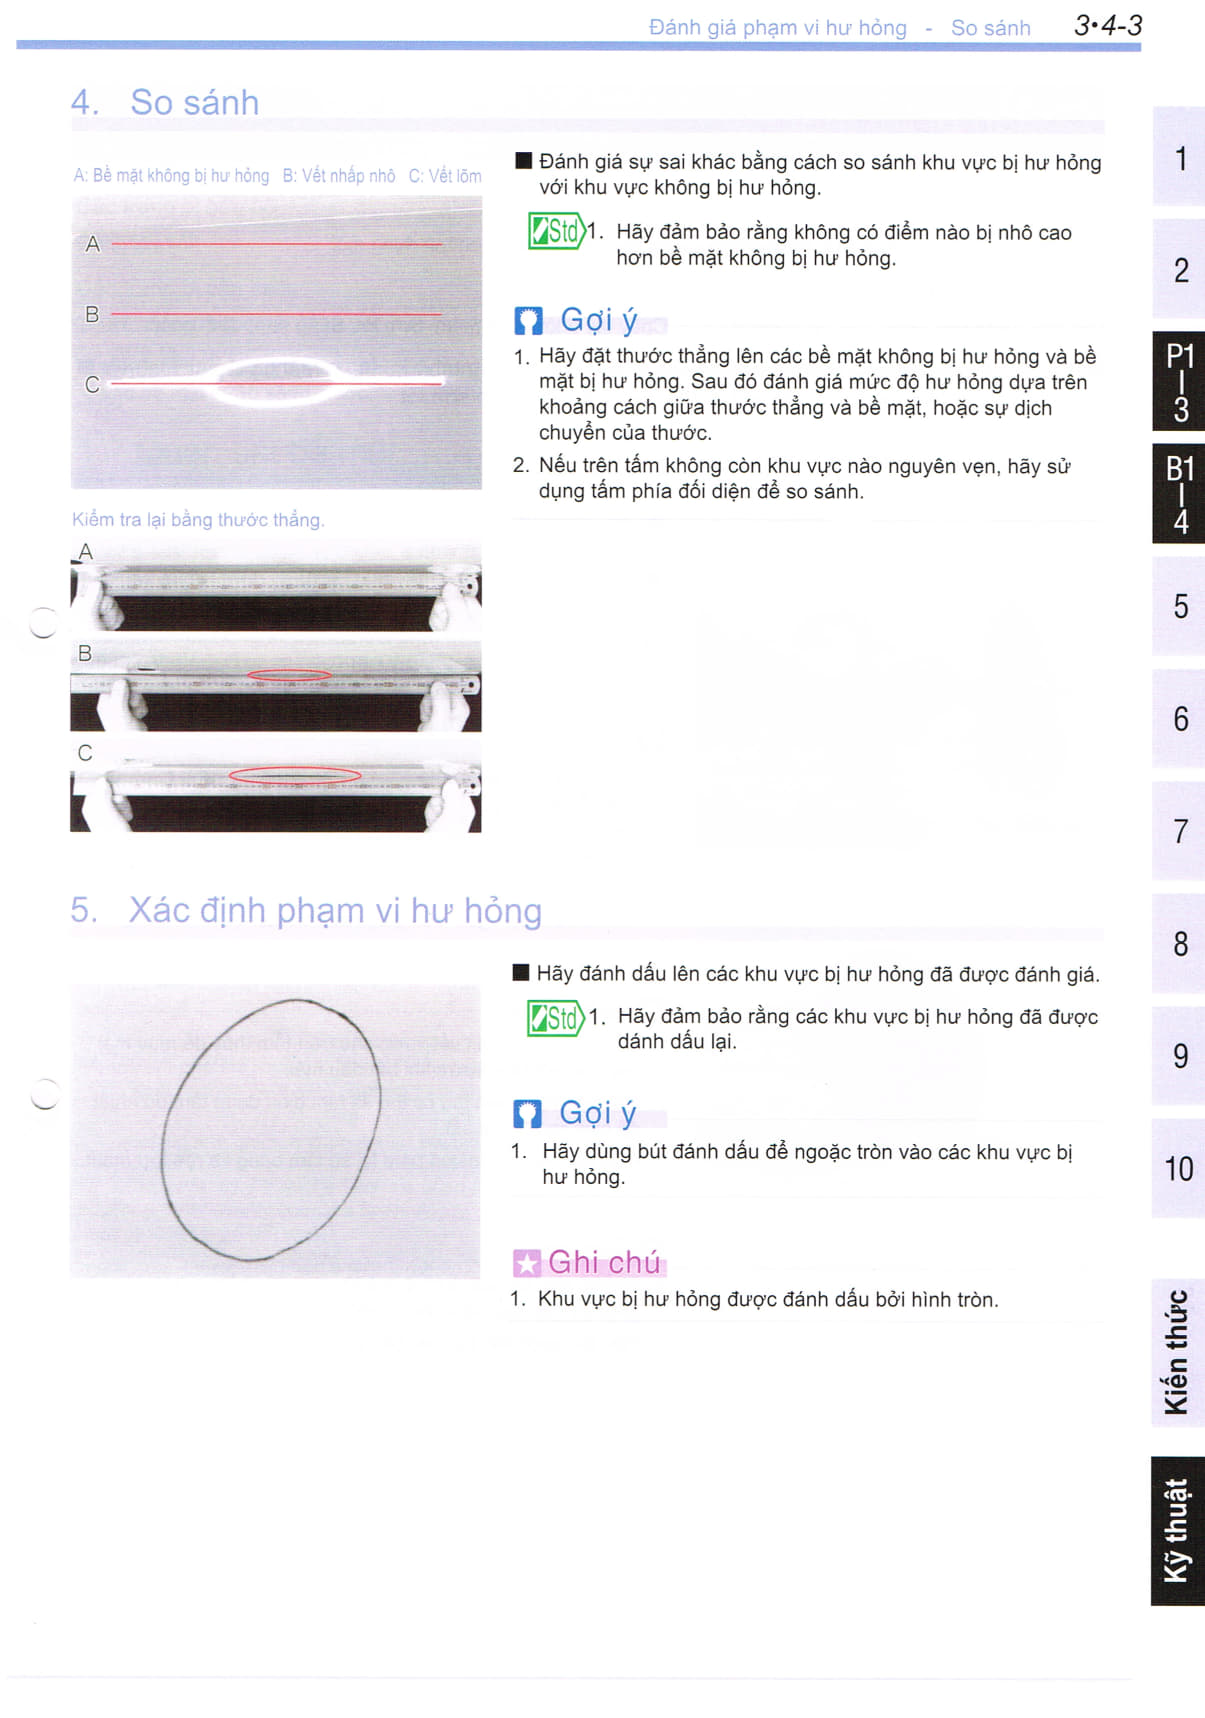 Đánh giá phạm vi hư hỏng - So sánh 3•4-3
4. So sánh
A: Bề mặt không bị hư hỏng B: Vết nhấp nhô C: Vết lõm
A
B
C
Kiểm tra lại bằng thước thẳng.
A
B
C
■ Đánh giá sự sai khác bằng cách so sánh khu vực bị hư hỏng
với khu vực không bị hư hỏng.
Std 1. Hãy đảm bảo rằng không có điểm nào bị nhô cao
hơn bề mặt không bị hư hỏng.
Gợi ý
1. Hãy đặt thước thẳng lên các bề mặt không bị hư hỏng và bề
mặt bị hư hỏng. Sau đó đánh giá mức độ hư hỏng dựa trên
khoảng cách giữa thước thẳng và bề mặt, hoặc sự dịch
chuyển của thước.
2. Nếu trên tấm không còn khu vực nào nguyên vẹn, hãy sử
dụng tấm phía đối diện để so sánh.
5. Xác định phạm vi hư hỏng
■ Hãy đánh dấu lên các khu vực bị hư hỏng đã được đánh giá.
Std 1. Hãy đảm bảo rằng các khu vực bị hư hỏng đã được
dánh dấu lại.
Gợi ý
1. Hãy dùng bút đánh dấu để ngoặc tròn vào các khu vực bị
hư hỏng.
Ghi chú
1. Khu vực bị hư hỏng được đánh dấu bởi hình tròn.
1
2
P1
|
3
B1
|
4
5
6
7
8
9
10
Kiến thức
Kỹ thuật